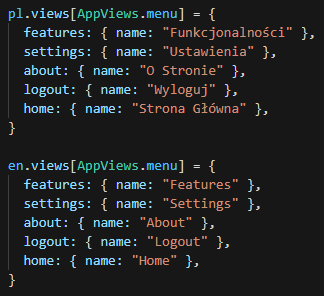 pl.views[AppViews.menu] = {
  features: { name: "Funkcjonalności" },
  settings: { name: "Ustawienia" },
  about: { name: "O Stronie" },
  logout: { name: "Wyloguj" },
  home: { name: "Strona Główna" },
}

en.views[AppViews.menu] = {
  features: { name: "Features" },
  settings: { name: "Settings" },
  about: { name: "About" },
  logout: { name: "Logout" },
  home: { name: "Home" },
}